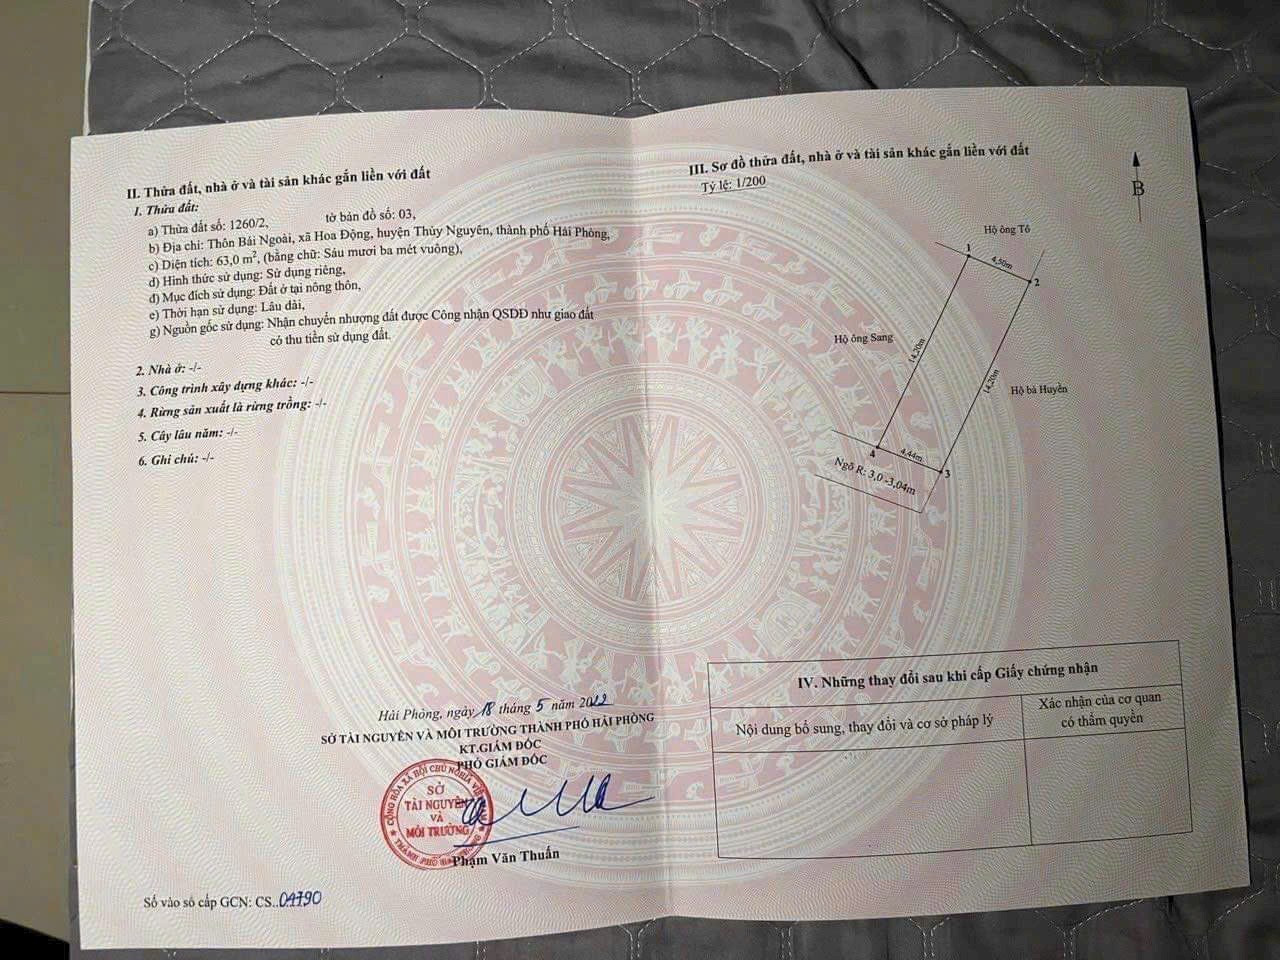 II. Thửa đất, nhà ở và tài sản khác gắn liền với đất
1. Thửa đất:
a) Thửa đất số: 1260/2, tờ bản đồ số: 03,
b) Địa chỉ: Thôn Bái Ngoài, xã Hoa Động, huyện Thủy Nguyên, thành phố Hải Phòng,
c) Diện tích: 63,0 m², (bằng chữ: Sáu mươi ba mét vuông),
d) Hình thức sử dụng: Sử dụng riêng,
đ) Mục đích sử dụng: Đất ở tại nông thôn,
e) Thời hạn sử dụng: Lâu dài,
g) Nguồn gốc sử dụng: Nhận chuyển nhượng đất được Công nhận QSDĐ như giao đất
có thu tiền sử dụng đất.
2. Nhà ở: -/-
3. Công trình xây dựng khác: -/-
4. Rừng sản xuất là rừng trồng: -/-
5. Cây lâu năm: -/-
6. Ghi chú: -/-
Hải Phòng, ngày 18 tháng 5 năm 2022
SỞ TÀI NGUYÊN VÀ MÔI TRƯỜNG THÀNH PHỐ HẢI PHÒNG
KT.GIÁM ĐỐC
PHÓ GIÁM ĐỐC
CỘNG HÒA XÃ HỘI CHỦ NGHĨA VIỆT NAM
SỞ
TÀI NGUYÊN
VÀ
MÔI TRƯỜNG
THÀNH PHỐ HẢI PHÒNG
Phạm Văn Thuấn
Số vào sổ cấp GCN: CS..04790
III. Sơ đồ thửa đất, nhà ở và tài sản khác gắn liền với đất
Tỷ lệ: 1/200
B
Hộ ông Tô
1
4,50m
2
Hộ ông Sang
14,20m
14,20m
Hộ bà Huyền
4
4,44m
3
Ngõ R: 3,0 -3,04m
IV. Những thay đổi sau khi cấp Giấy chứng nhận
Nội dung bổ sung, thay đổi và cơ sở pháp lý
Xác nhận của cơ quan
có thẩm quyền